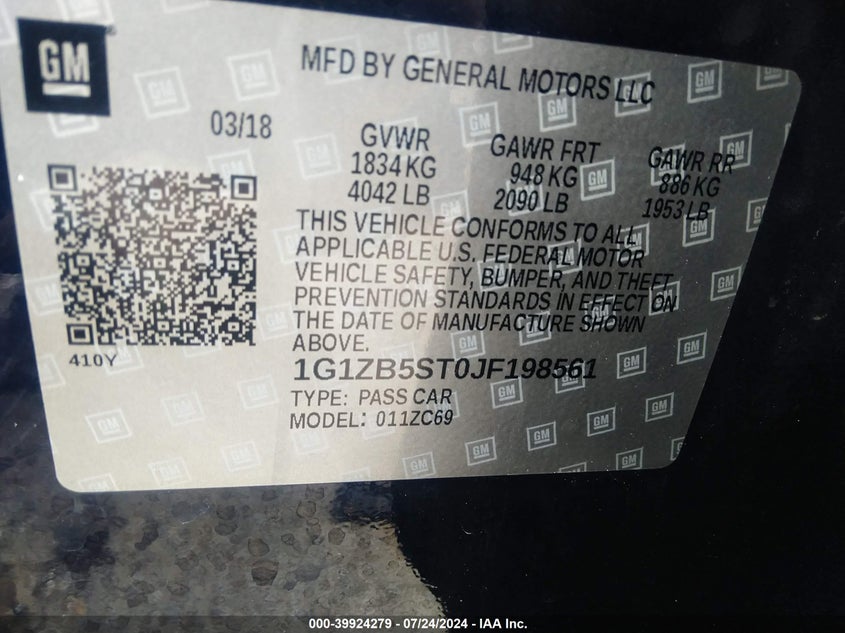 GM
MFD BY GENERAL MOTORS LLC
03/18
GVWR
1834 KG
4042 LB
GAWR FRT
948 KG
2090 LB
GAWR RR
886 KG
1953 LB
THIS VEHICLE CONFORMS TO ALL
APPLICABLE U.S. FEDERAL MOTOR
VEHICLE SAFETY, BUMPER, AND THEFT
PREVENTION STANDARDS IN EFFECT ON
THE DATE OF MANUFACTURE SHOWN
ABOVE.
410Y
1G1ZB5ST0JF198561
TYPE: PASS CAR
MODEL: 011ZC69
000-39924279 - 07/24/2024 - IAA Inc.